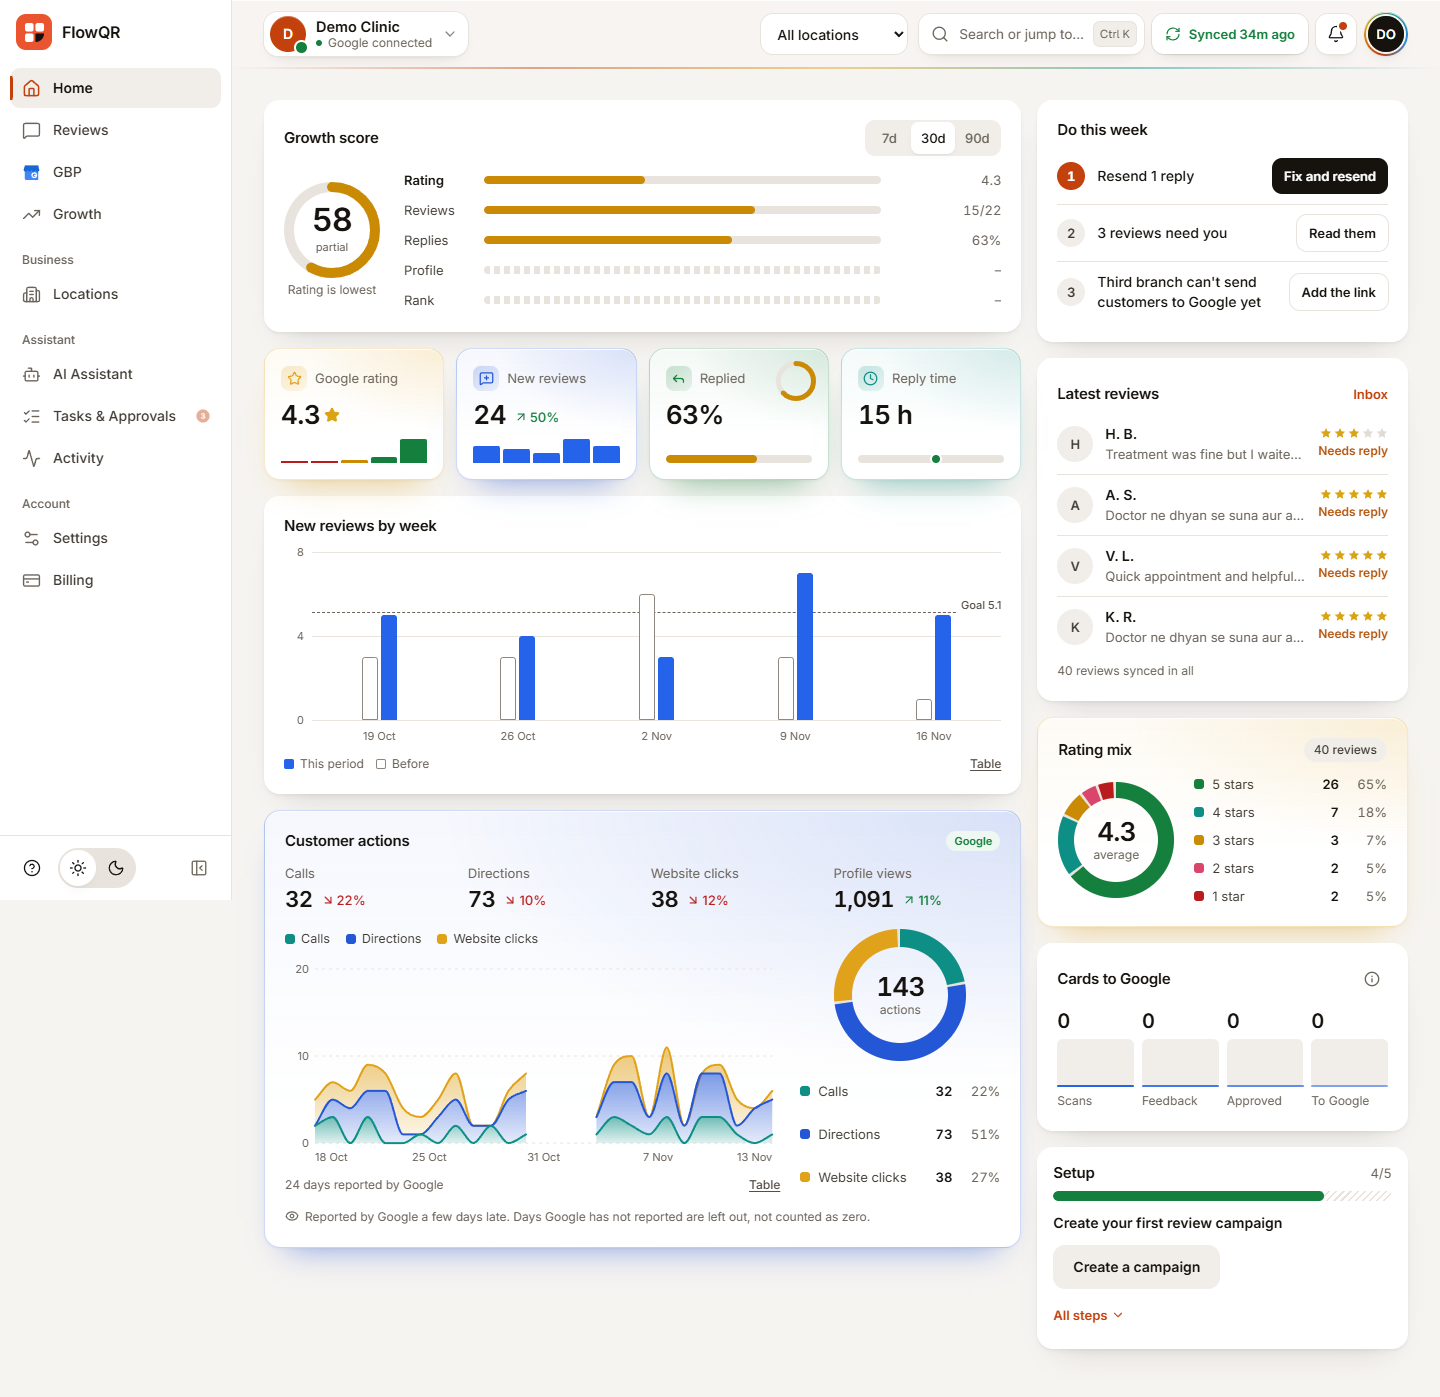 FlowQR
Home
Reviews
GBP
Growth
Business
Locations
Assistant
AI Assistant
Tasks & Approvals 3
Activity
Account
Settings
Billing
D
Demo Clinic
Google connected
All locations
Search or jump to...
Ctrl K
Synced 34m ago
DO
Growth score
7d 30d 90d
58
partial
Rating is lowest
Rating 4.3
Reviews 15/22
Replies 63%
Profile –
Rank –
Google rating
4.3
New reviews
24 50%
Replied
63%
Reply time
15 h
New reviews by week
8
Goal 5.1
4
0
19 Oct 26 Oct 2 Nov 9 Nov 16 Nov
This period Before
Table
Customer actions
Google
Calls
32 22%
Directions
73 10%
Website clicks
38 12%
Profile views
1,091 11%
Calls Directions Website clicks
20
10
0
18 Oct 25 Oct 31 Oct 7 Nov 13 Nov
24 days reported by Google
Table
143
actions
Calls 32 22%
Directions 73 51%
Website clicks 38 27%
Reported by Google a few days late. Days Google has not reported are left out, not counted as zero.
Do this week
1 Resend 1 reply Fix and resend
2 3 reviews need you Read them
3 Third branch can't send
customers to Google yet
Add the link
Latest reviews
Inbox
H
H. B.
Treatment was fine but I waite...
Needs reply
A
A. S.
Doctor ne dhyan se suna aur a...
Needs reply
V
V. L.
Quick appointment and helpful...
Needs reply
K
K. R.
Doctor ne dhyan se suna aur a...
Needs reply
40 reviews synced in all
Rating mix
40 reviews
4.3
average
5 stars 26 65%
4 stars 7 18%
3 stars 3 7%
2 stars 2 5%
1 star 2 5%
Cards to Google
0 0 0 0
Scans Feedback Approved To Google
Setup
4/5
Create your first review campaign
Create a campaign
All steps